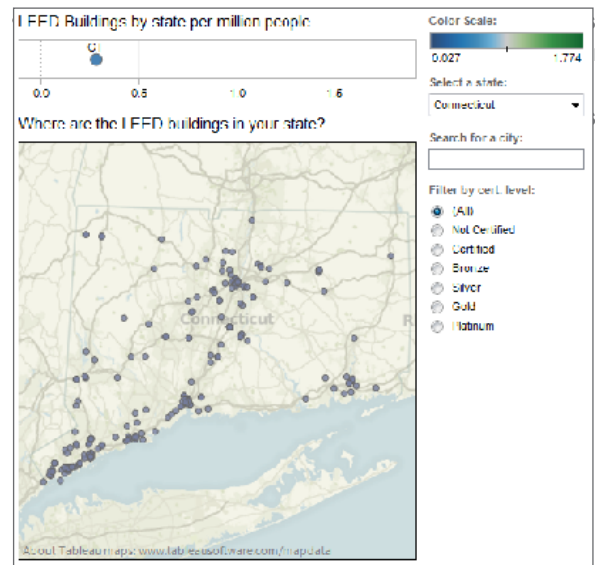 LEED Buildings by state per million people
CT
0.0 0.5 1.0 1.5
Where are the LEED buildings in your state?
Connecticut
R
About Tableau maps: www.tableausoftware.com/mapdata
Color Scale:
0.027 1.774
Select a state:
Connecticut
Search for a city:
Filter by cert. level:
(All)
Not Certified
Certified
Bronze
Silver
Gold
Platinum